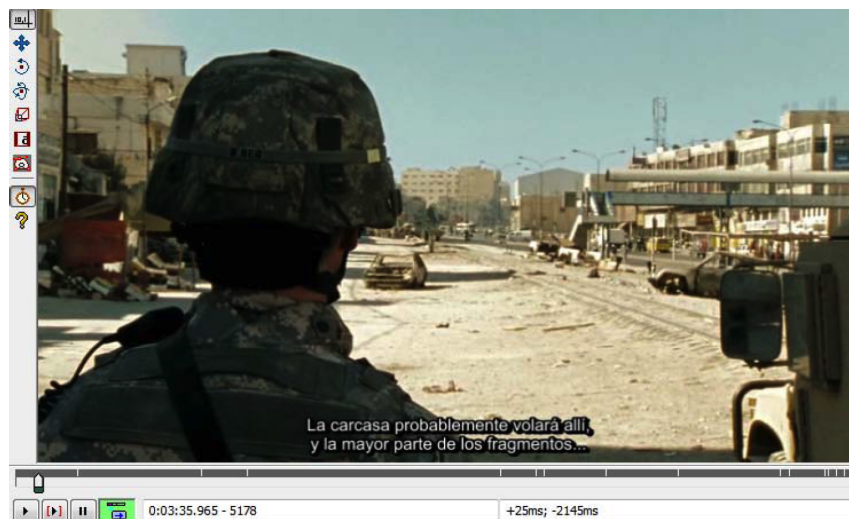 La carcasa probablemente volará allí,
y la mayor parte de los fragmentos...
0:03:35.965 - 5178
+25ms; -2145ms